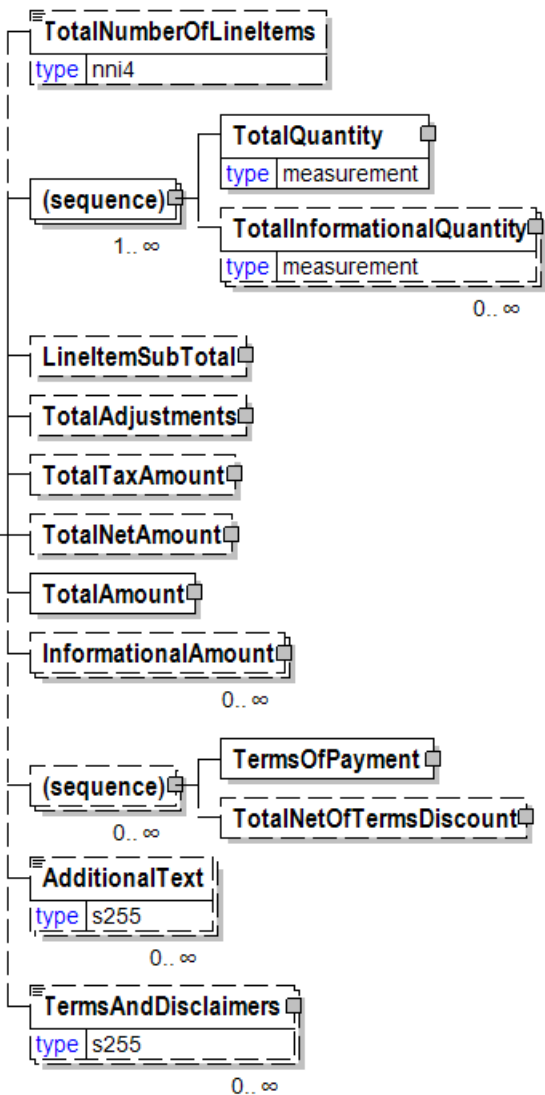 TotalNumberOfLineItems
type nni4
TotalQuantity
type measurement
(sequence)
1.. ∞
TotalInformationalQuantity
type measurement
0.. ∞
LineItemSubTotal
TotalAdjustments
TotalTaxAmount
TotalNetAmount
TotalAmount
InformationalAmount
0.. ∞
TermsOfPayment
(sequence)
0.. ∞
TotalNetOfTermsDiscount
AdditionalText
type s255
0.. ∞
TermsAndDisclaimers
type s255
0.. ∞